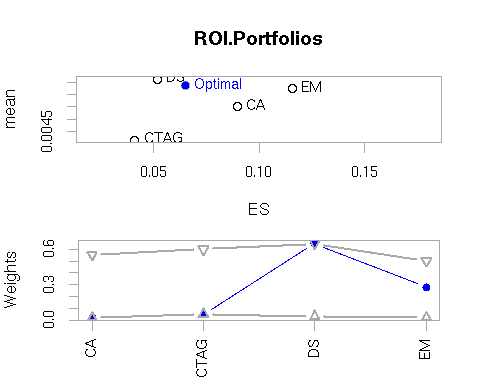 ROI.Portfolios
mean
0.0045
DS
Optimal
EM
CA
CTAG
0.05 0.10 0.15
ES
Weights
0.6
0.3
0.0
CA CTAG DS EM